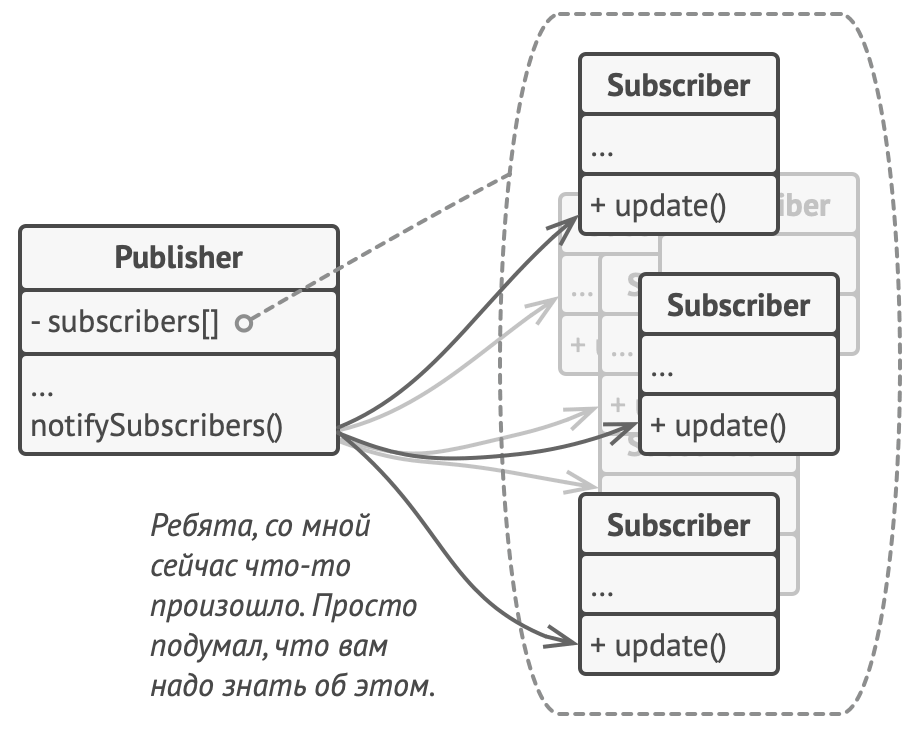 Publisher
- subscribers[]
...
notifySubscribers()
Ребята, со мной
сейчас что-то
произошло. Просто
подумал, что вам
надо знать об этом.
Subscriber
...
+ update()
...
+
...
+
Subscriber
...
+ update()
Subscriber
...
+ update()